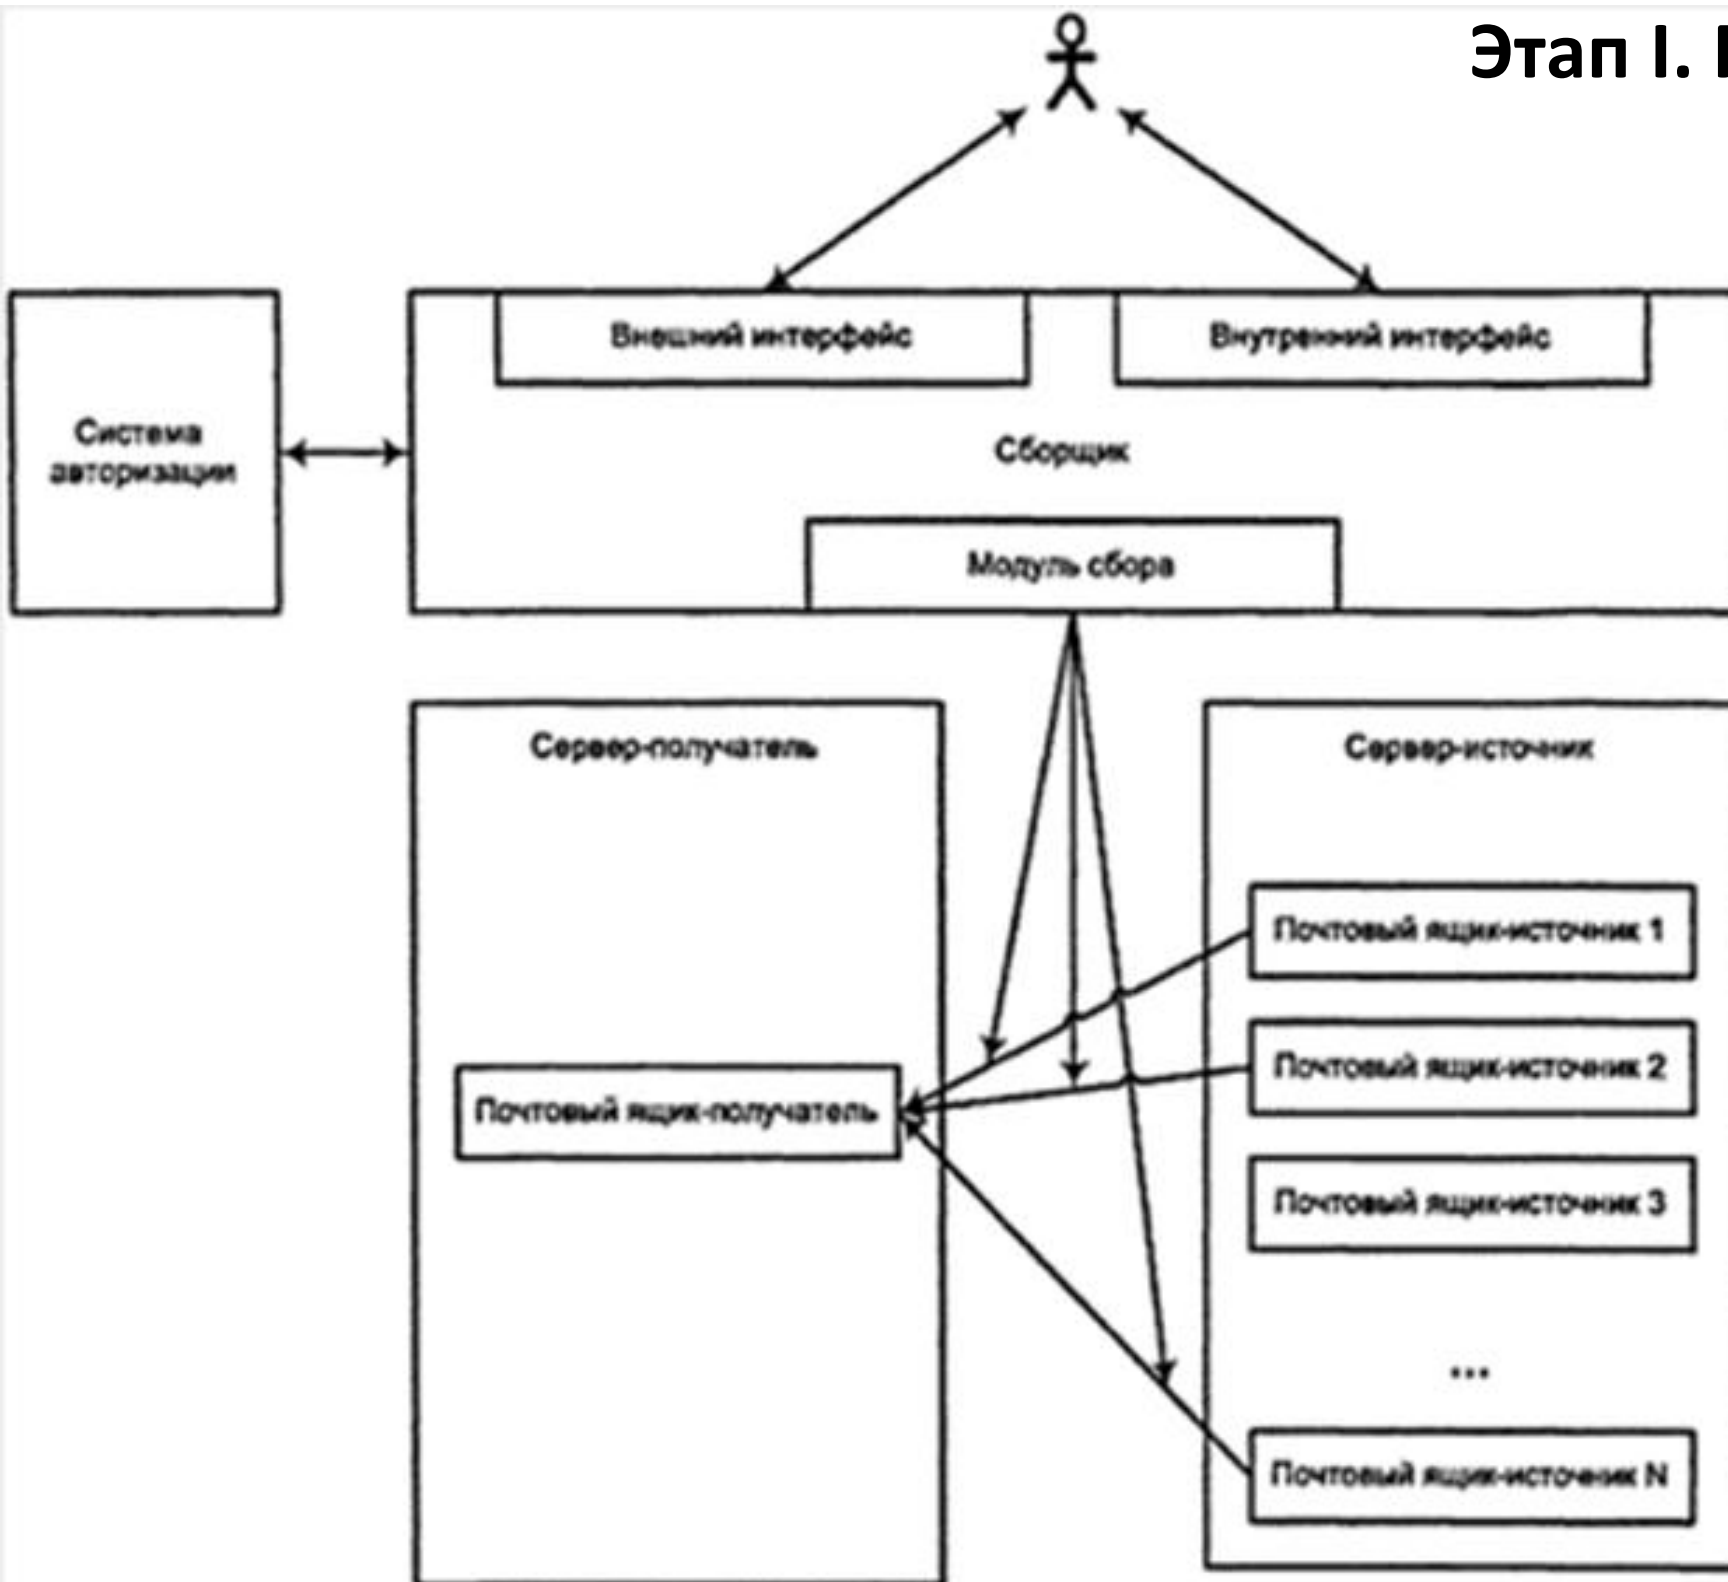 Этап I.
Внешний интерфейс
Внутренний интерфейс
Система
авторизации
Сборщик
Модуль сбора
Сервер-получатель
Сервер-источник
Почтовый ящик-источник 1
Почтовый ящик-источник 2
Почтовый ящик-получатель
Почтовый ящик-источник 3
...
Почтовый ящик-источник N